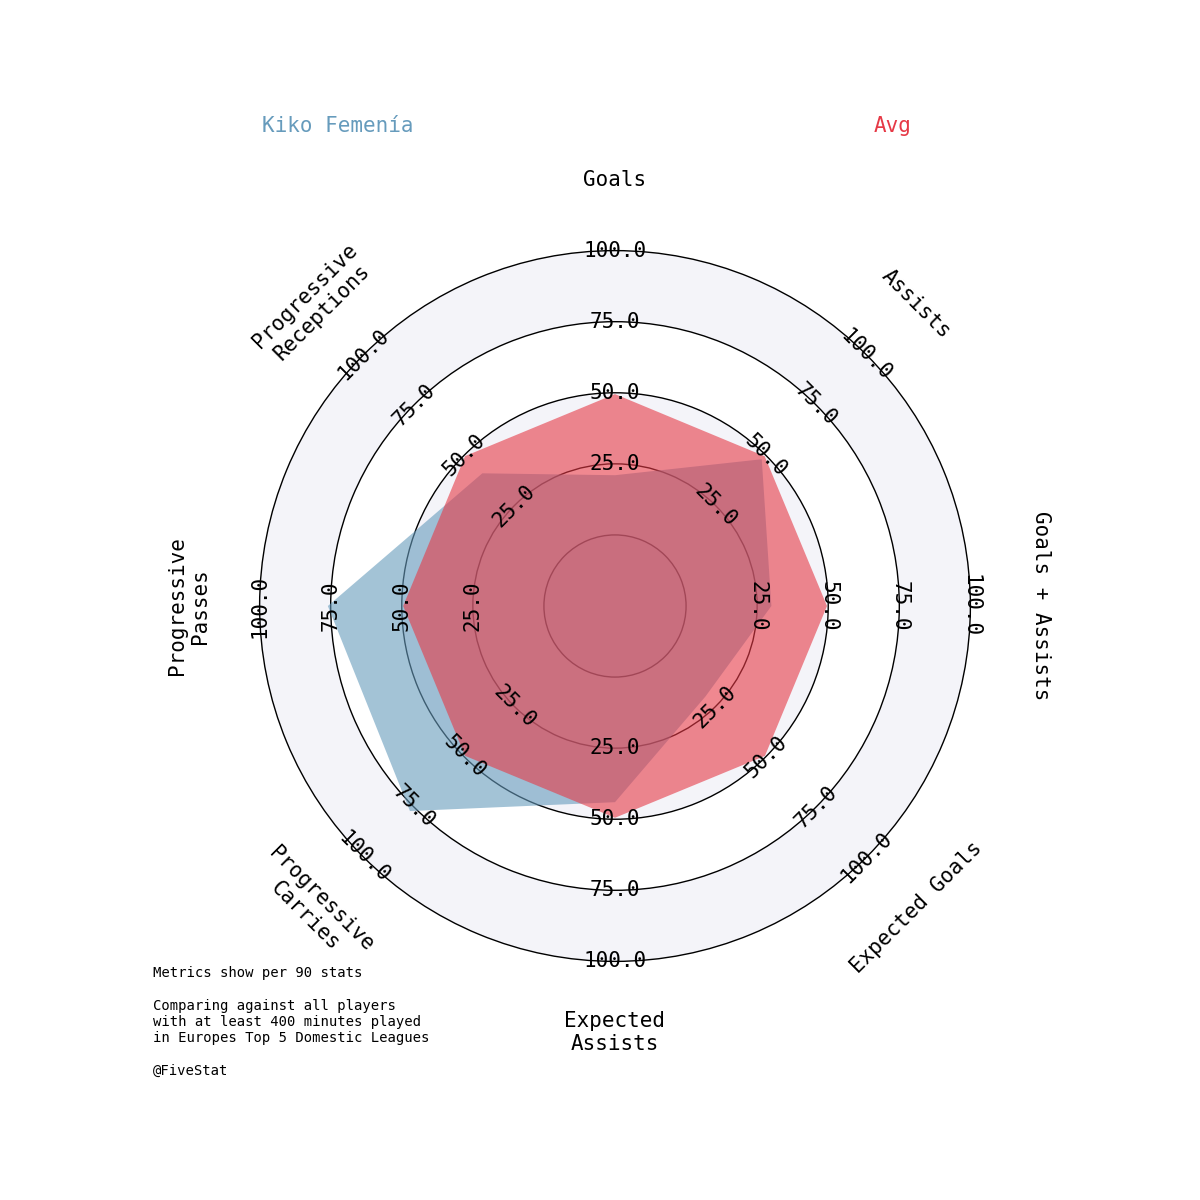 Kiko Femenía
Avg
Goals
Progressive
Receptions
Assists
100.0
100.0
100.0
75.0
75.0
75.0
50.0
50.0
50.0
25.0
25.0
25.0
Progressive
Passes
100.0
75.0
50.0
25.0
25.0
50.0
75.0
100.0
Goals + Assists
25.0
25.0
25.0
50.0
50.0
50.0
75.0
75.0
75.0
100.0
100.0
100.0
Progressive
Carries
Expected Goals
Expected
Assists
Metrics show per 90 stats
Comparing against all players
with at least 400 minutes played
in Europes Top 5 Domestic Leagues
@FiveStat